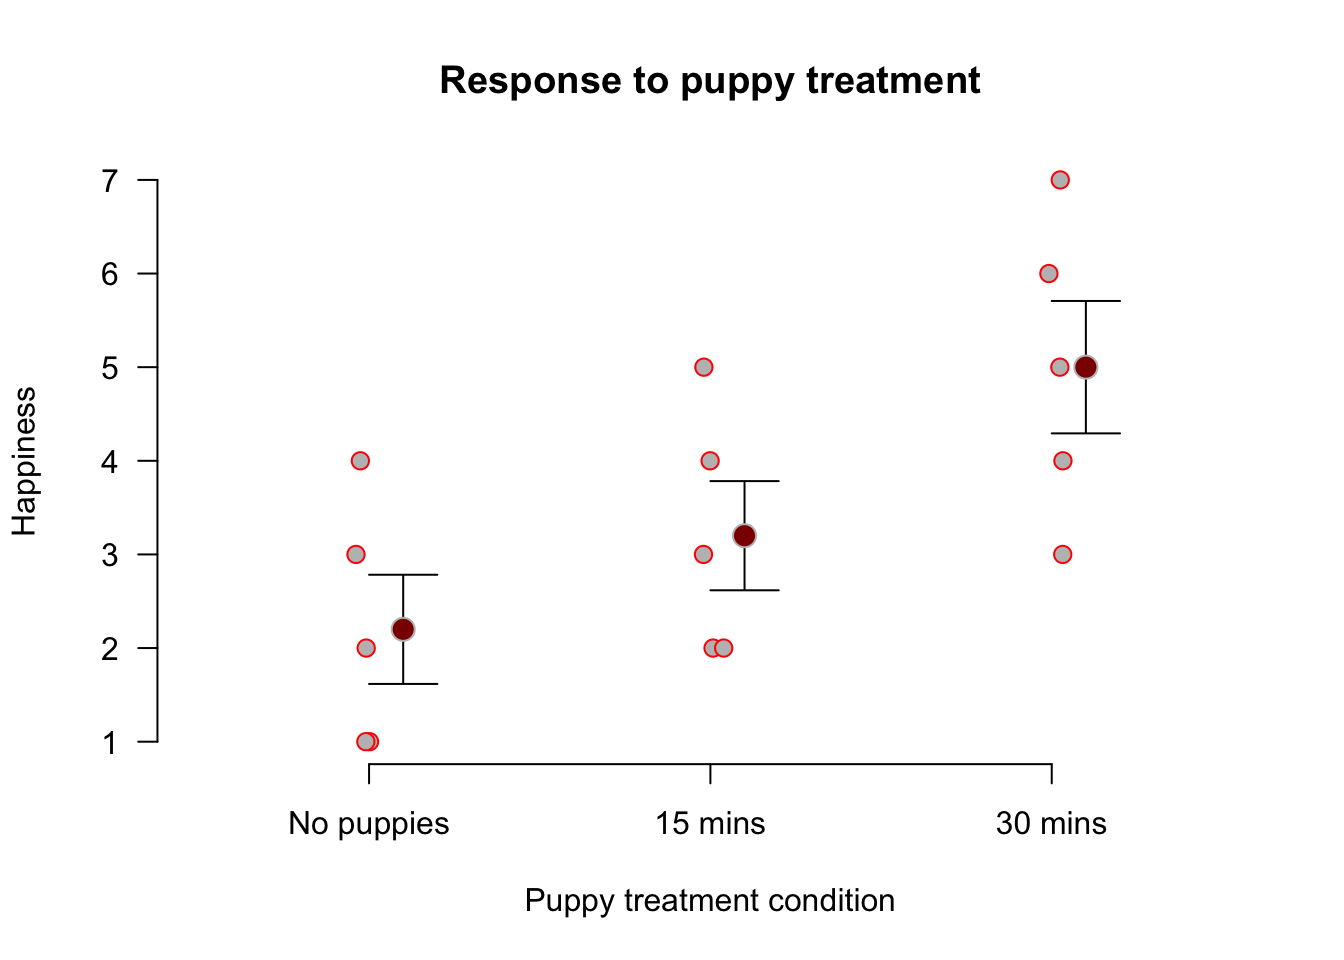 Response to puppy treatment
7
6
5
4
3
2
1
Happiness
No puppies 15 mins 30 mins
Puppy treatment condition